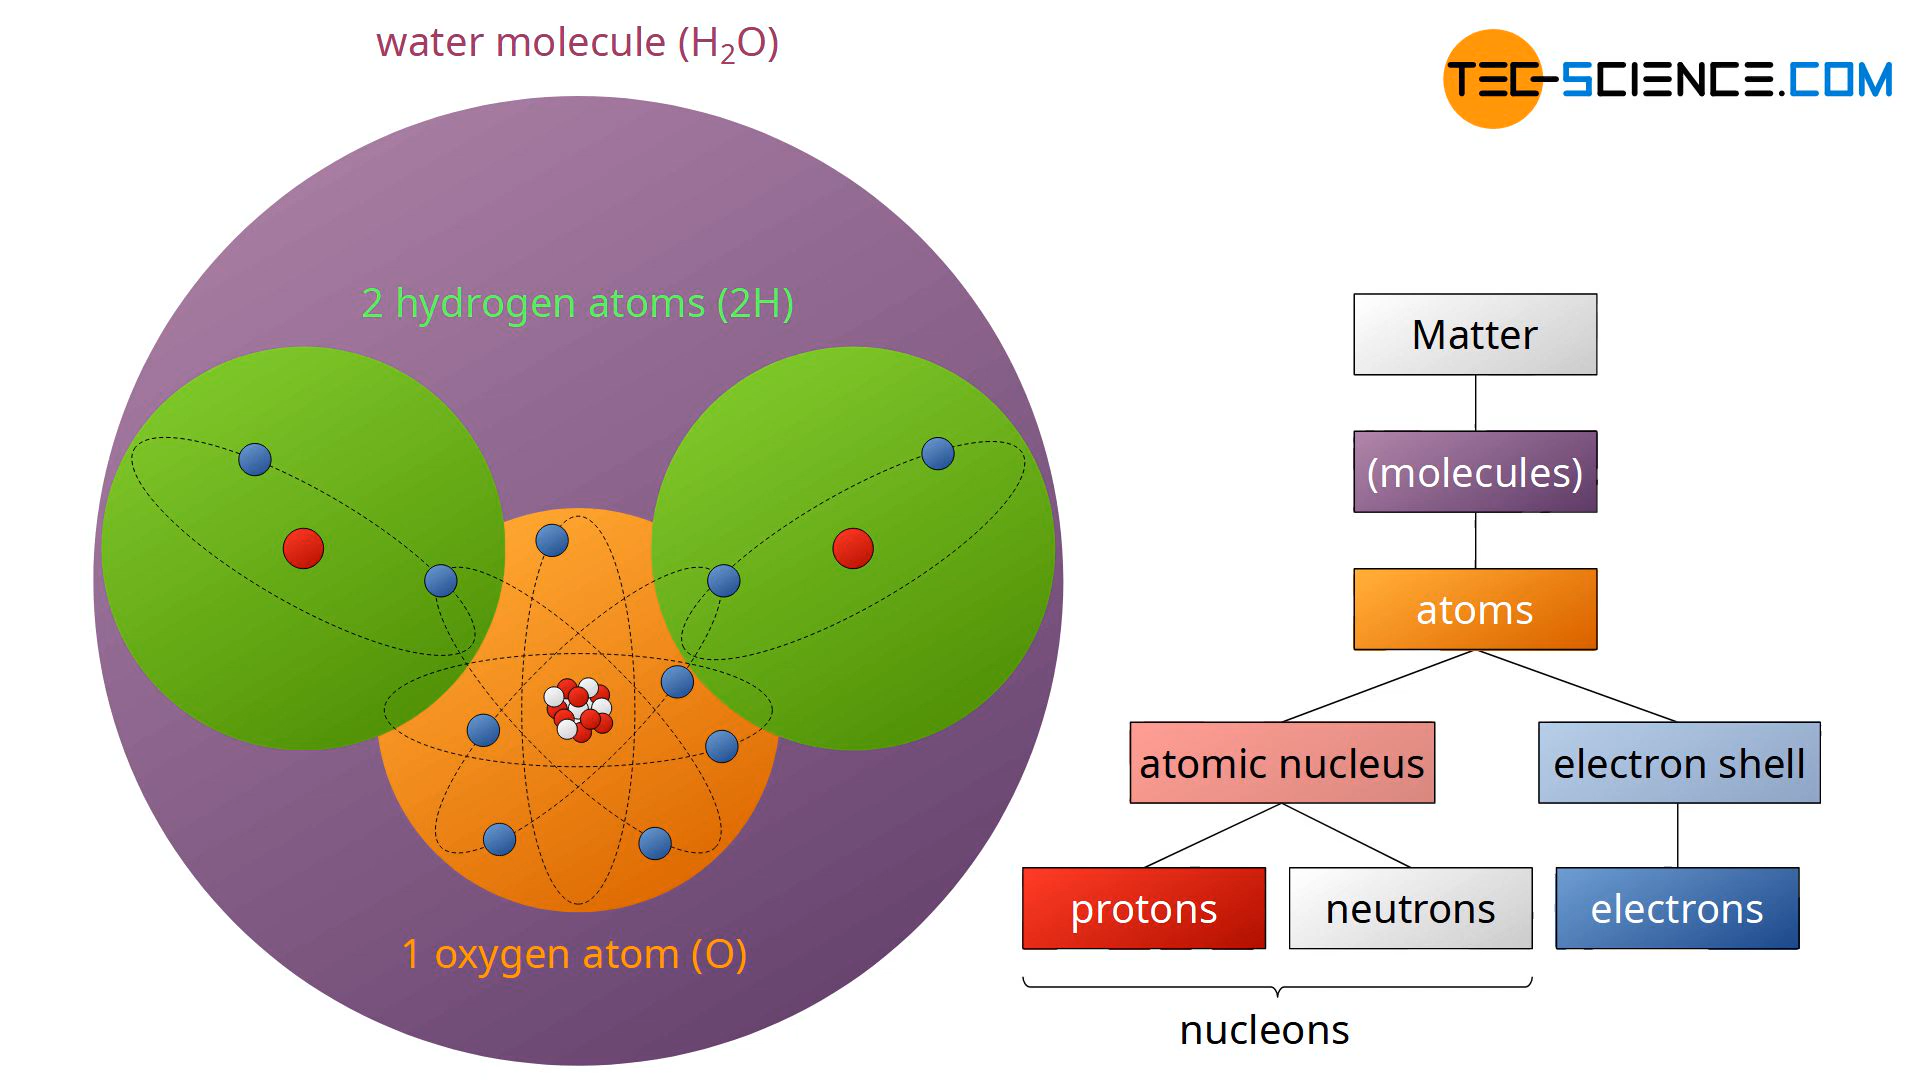 water molecule (H₂O)
TEC-SCIENCE.COM
2 hydrogen atoms (2H)
1 oxygen atom (O)
Matter
(molecules)
atoms
atomic nucleus
electron shell
protons
neutrons
electrons
nucleons